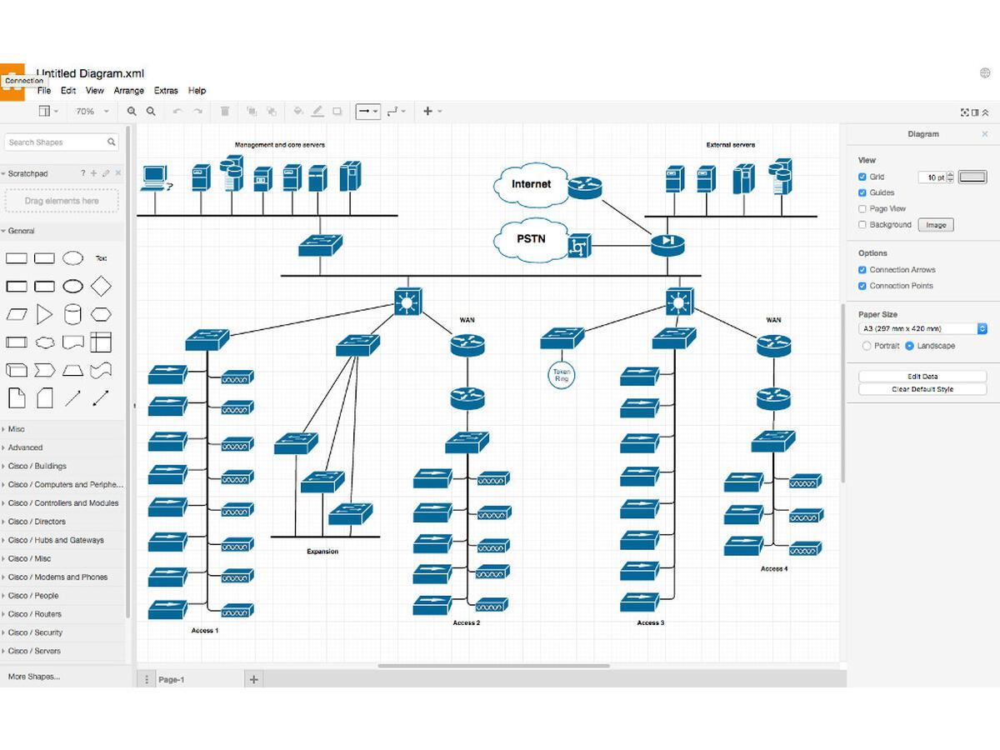 Untitled Diagram.xml
Connection
File Edit View Arrange Extras Help
70%
Search Shapes
Scratchpad ?
Drag elements here
General
Text
Misc
Advanced
Cisco / Buildings
Cisco / Computers and Periphe...
Cisco / Controllers and Modules
Cisco / Directors
Cisco / Hubs and Gateways
Cisco / Misc
Cisco / Modems and Phones
Cisco / People
Cisco / Routers
Cisco / Security
Cisco / Servers
More Shapes...
Management and core servers
External servers
Internet
PSTN
WAN
WAN
Token
Ring
Expansion
Access 1
Access 2
Access 3
Access 4
Page-1
Diagram
View
Grid 10 pt
Guides
Page View
Background Image
Options
Connection Arrows
Connection Points
Paper Size
A3 (297 mm x 420 mm)
Portrait Landscape
Edit Data
Clear Default Style